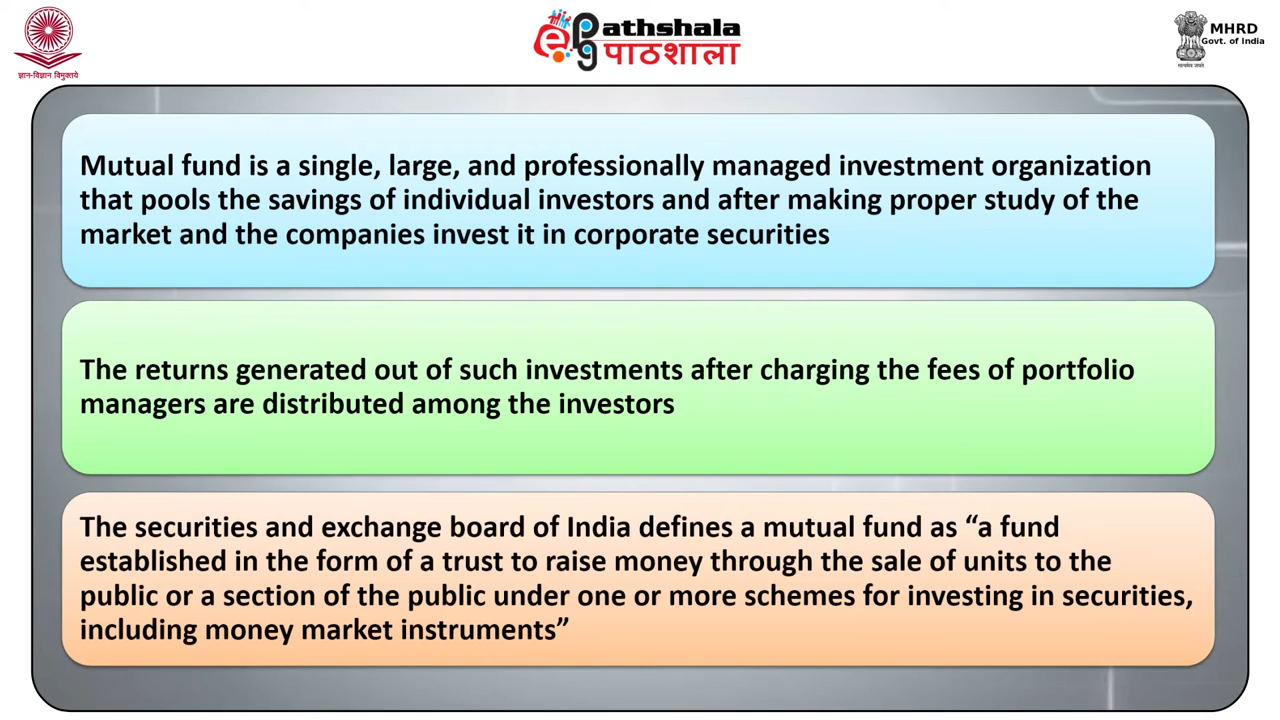 ज्ञान-विज्ञान विमुक्तये
ePG Pathshala
पाठशाला
सत्यमेव जयते
MHRD
Govt. of India
Mutual fund is a single, large, and professionally managed investment organization
that pools the savings of individual investors and after making proper study of the
market and the companies invest it in corporate securities
The returns generated out of such investments after charging the fees of portfolio
managers are distributed among the investors
The securities and exchange board of India defines a mutual fund as “a fund
established in the form of a trust to raise money through the sale of units to the
public or a section of the public under one or more schemes for investing in securities,
including money market instruments”